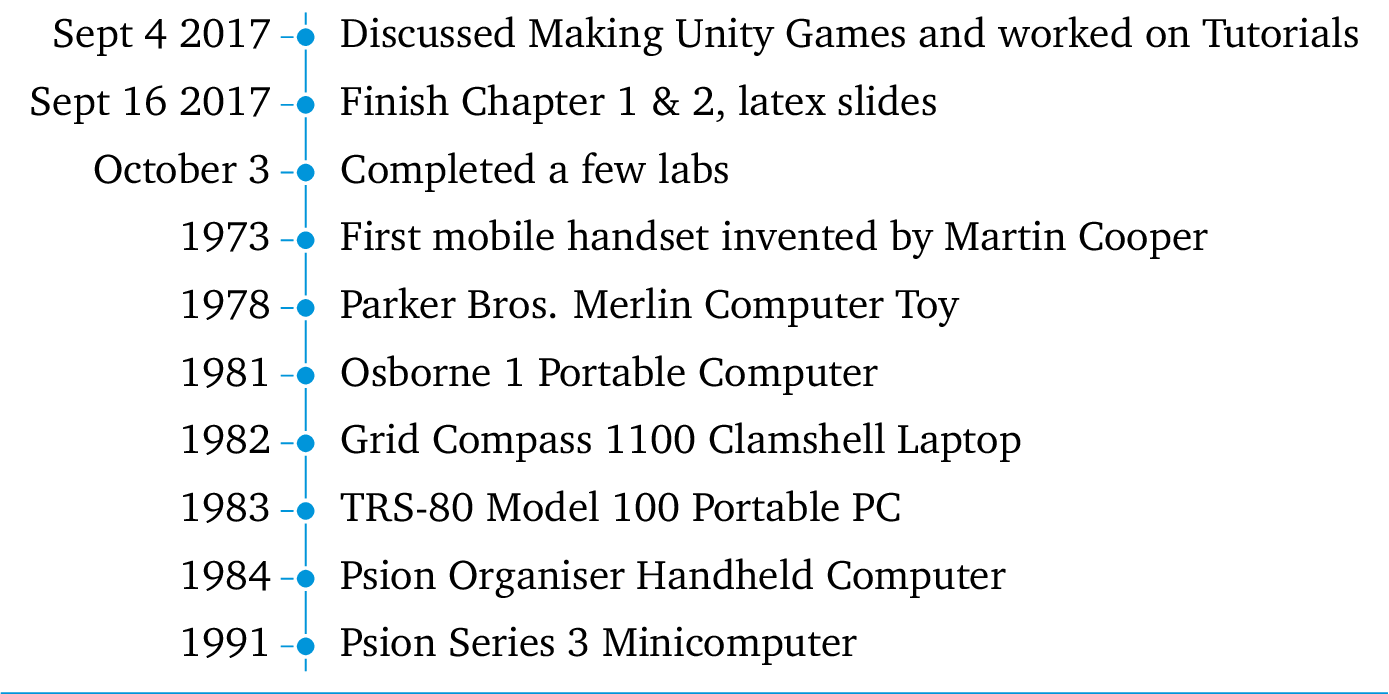 Sept 4 2017 Discussed Making Unity Games and worked on Tutorials
Sept 16 2017 Finish Chapter 1 & 2, latex slides
October 3 Completed a few labs
1973 First mobile handset invented by Martin Cooper
1978 Parker Bros. Merlin Computer Toy
1981 Osborne 1 Portable Computer
1982 Grid Compass 1100 Clamshell Laptop
1983 TRS-80 Model 100 Portable PC
1984 Psion Organiser Handheld Computer
1991 Psion Series 3 Minicomputer